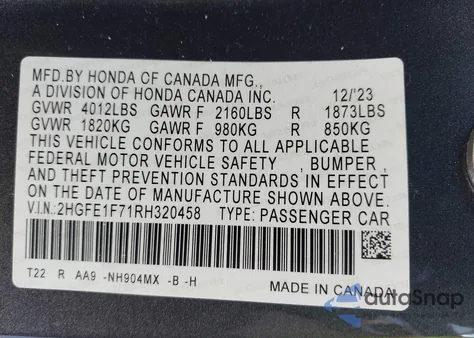 MFD.BY HONDA OF CANADA MFG.,
A DIVISION OF HONDA CANADA INC. 12/'23
GVWR 4012LBS GAWR F 2160LBS R 1873LBS
GVWR 1820KG GAWR F 980KG R 850KG
THIS VEHICLE CONFORMS TO ALL APPLICABLE
FEDERAL MOTOR VEHICLE SAFETY , BUMPER ,
AND THEFT PREVENTION STANDARDS IN EFFECT
ON THE DATE OF MANUFACTURE SHOWN ABOVE.
V.I.N.:2HGFE1F71RH320458 TYPE: PASSENGER CAR
T22 R AA9 -NH904MX -B -H
MADE IN CANADA
autoSnap